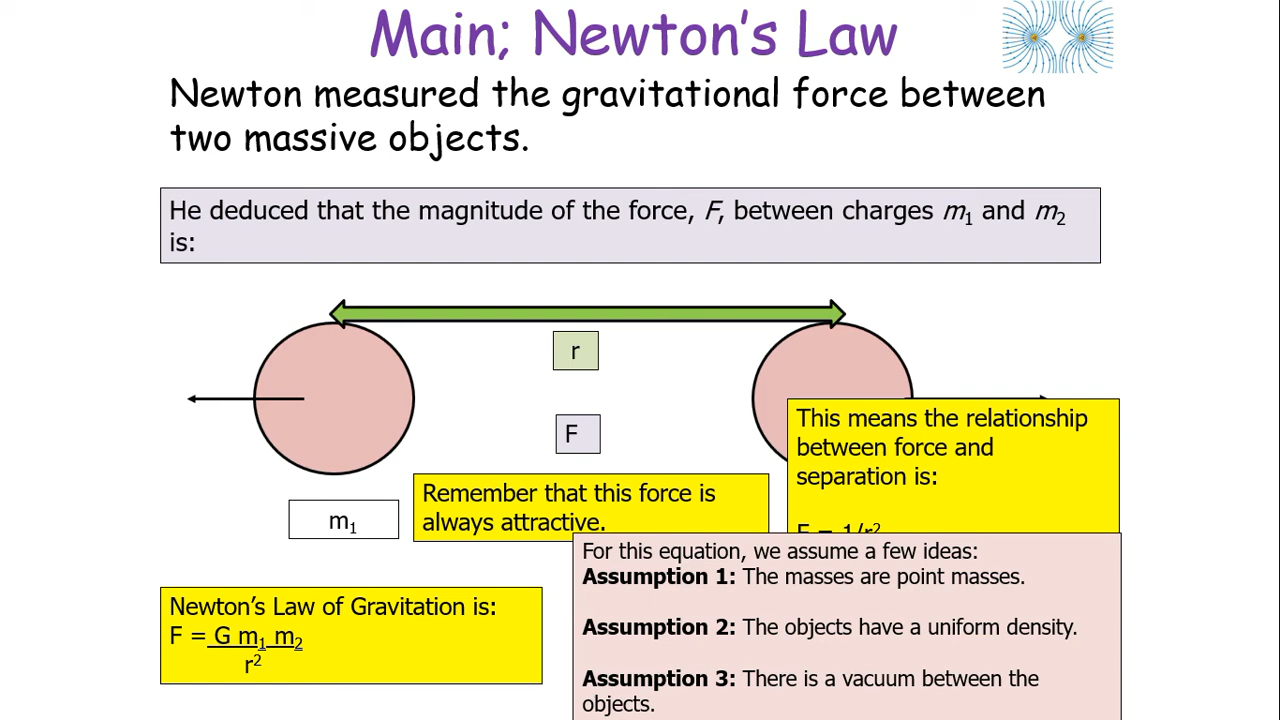 Main; Newton's Law
Newton measured the gravitational force between
two massive objects.
He deduced that the magnitude of the force, F, between charges m₁ and m₂
is:
r
F
This means the relationship
between force and
separation is:
Remember that this force is
always attractive.
m₁
For this equation, we assume a few ideas:
Assumption 1: The masses are point masses.
Assumption 2: The objects have a uniform density.
Assumption 3: There is a vacuum between the
objects.
Newton's Law of Gravitation is:
F = G m₁ m₂
r²